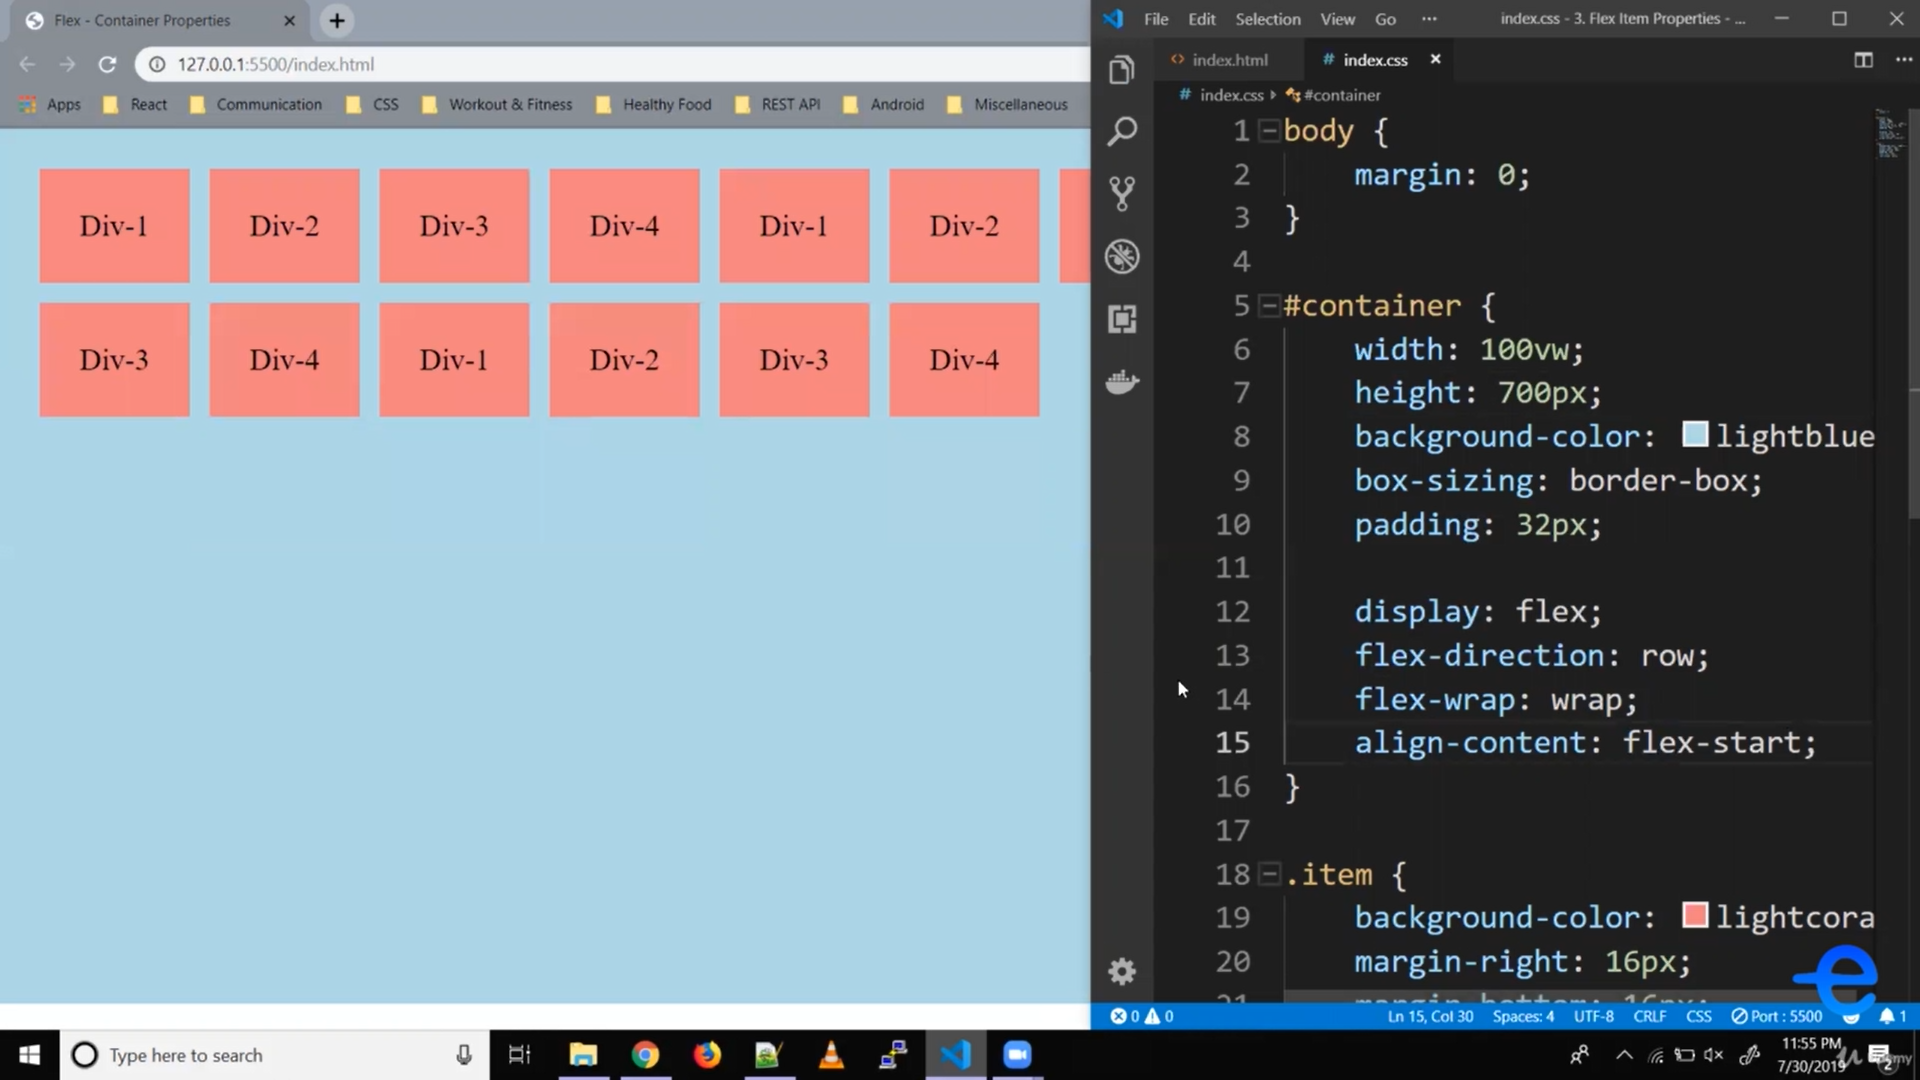 Flex - Container Properties
127.0.0.1:5500/index.html
Apps React Communication CSS Workout & Fitness Healthy Food REST API Android Miscellaneous
Div-1 Div-2 Div-3 Div-4 Div-1 Div-2
Div-3 Div-4 Div-1 Div-2 Div-3 Div-4
File Edit Selection View Go ··· index.css - 3. Flex Item Properties - ...
index.html # index.css
# index.css #container
1 body {
2 margin: 0;
3 }
4
5 #container {
6 width: 100vw;
7 height: 700px;
8 background-color: lightblue
9 box-sizing: border-box;
10 padding: 32px;
11
12 display: flex;
13 flex-direction: row;
14 flex-wrap: wrap;
15 align-content: flex-start;
16 }
17
18 .item {
19 background-color: lightcora
20 margin-right: 16px;
21 margin-bottom: 16px;
0 0 Ln 15, Col 30 Spaces: 4 UTF-8 CRLF CSS Port : 5500 1
Type here to search
11:55 PM
7/30/2019
2